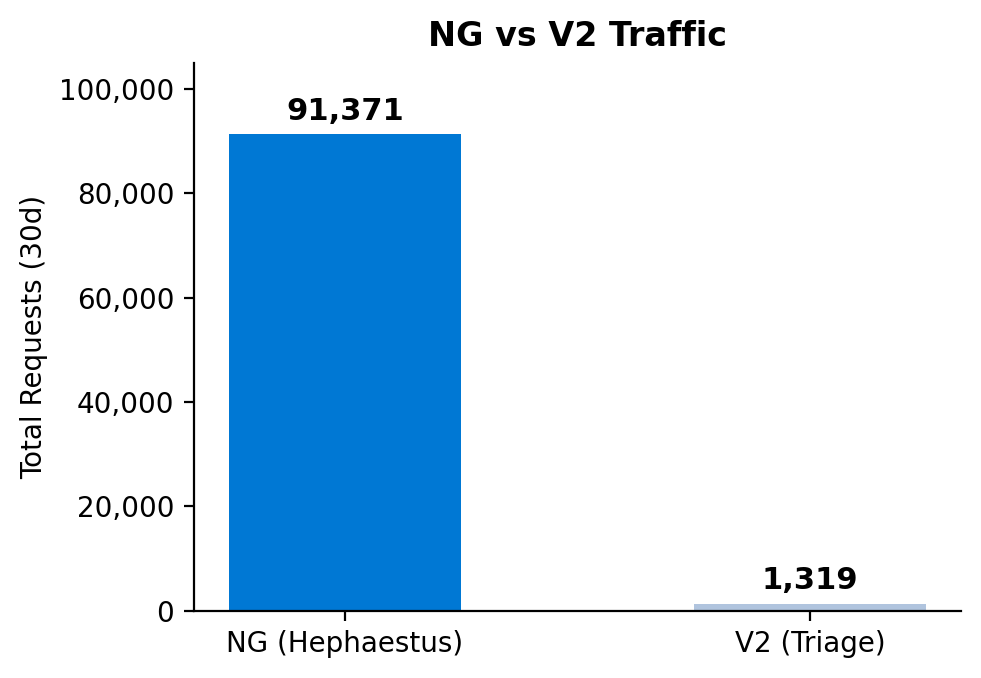 NG vs V2 Traffic
Total Requests (30d)
100,000
80,000
60,000
40,000
20,000
0
91,371
1,319
NG (Hephaestus)
V2 (Triage)